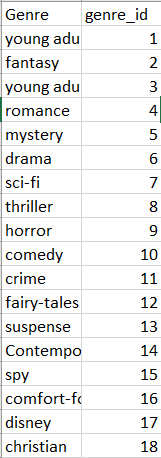 Genre genre_id
young adu 1
fantasy 2
young adu 3
romance 4
mystery 5
drama 6
sci-fi 7
thriller 8
horror 9
comedy 10
crime 11
fairy-tales 12
suspense 13
Contempo 14
spy 15
comfort-fo 16
disney 17
christian 18